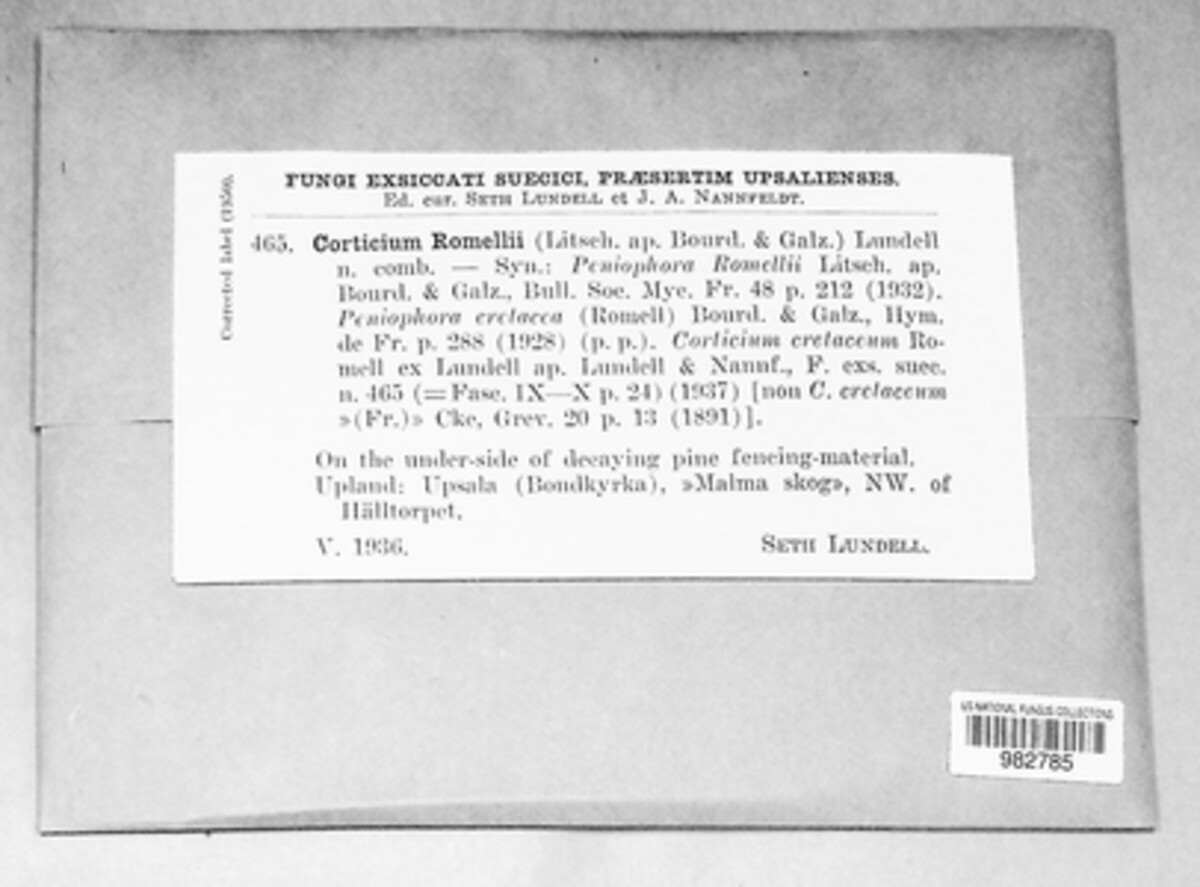 FUNGI EXSICCATI SUECICI, PRÆSERTIM UPSALIENSES.
Ed. cur. SETH LUNDELL et J. A. NANNFELDT.
Corrected label
465. Corticium Romellii (Litsch. ap. Bourd. & Galz.) Lundell
n. comb. — Syn.: Peniophora Romellii Litsch. ap.
Bourd. & Galz., Bull. Soc. Myc. Fr. 48 p. 212 (1932).
Peniophora cretacea (Romell) Bourd. & Galz., Hym.
de Fr. p. 288 (1928) (p. p.). Corticium cretaceum Ro-
mell ex Lundell ap. Lundell & Nannf., F. exs. suec.
n. 465 (=Fasc. IX—X p. 24) (1937) [non C. cretaceum
»(Fr.)» Cke, Grev. 20 p. 13 (1891)].
On the under-side of decaying pine fencing-material.
Upland: Upsala (Bondkyrka), »Malma skog», NW. of
Hälltorpet.
V. 1936. SETH LUNDELL.
US NATIONAL FUNGUS COLLECTIONS
982785